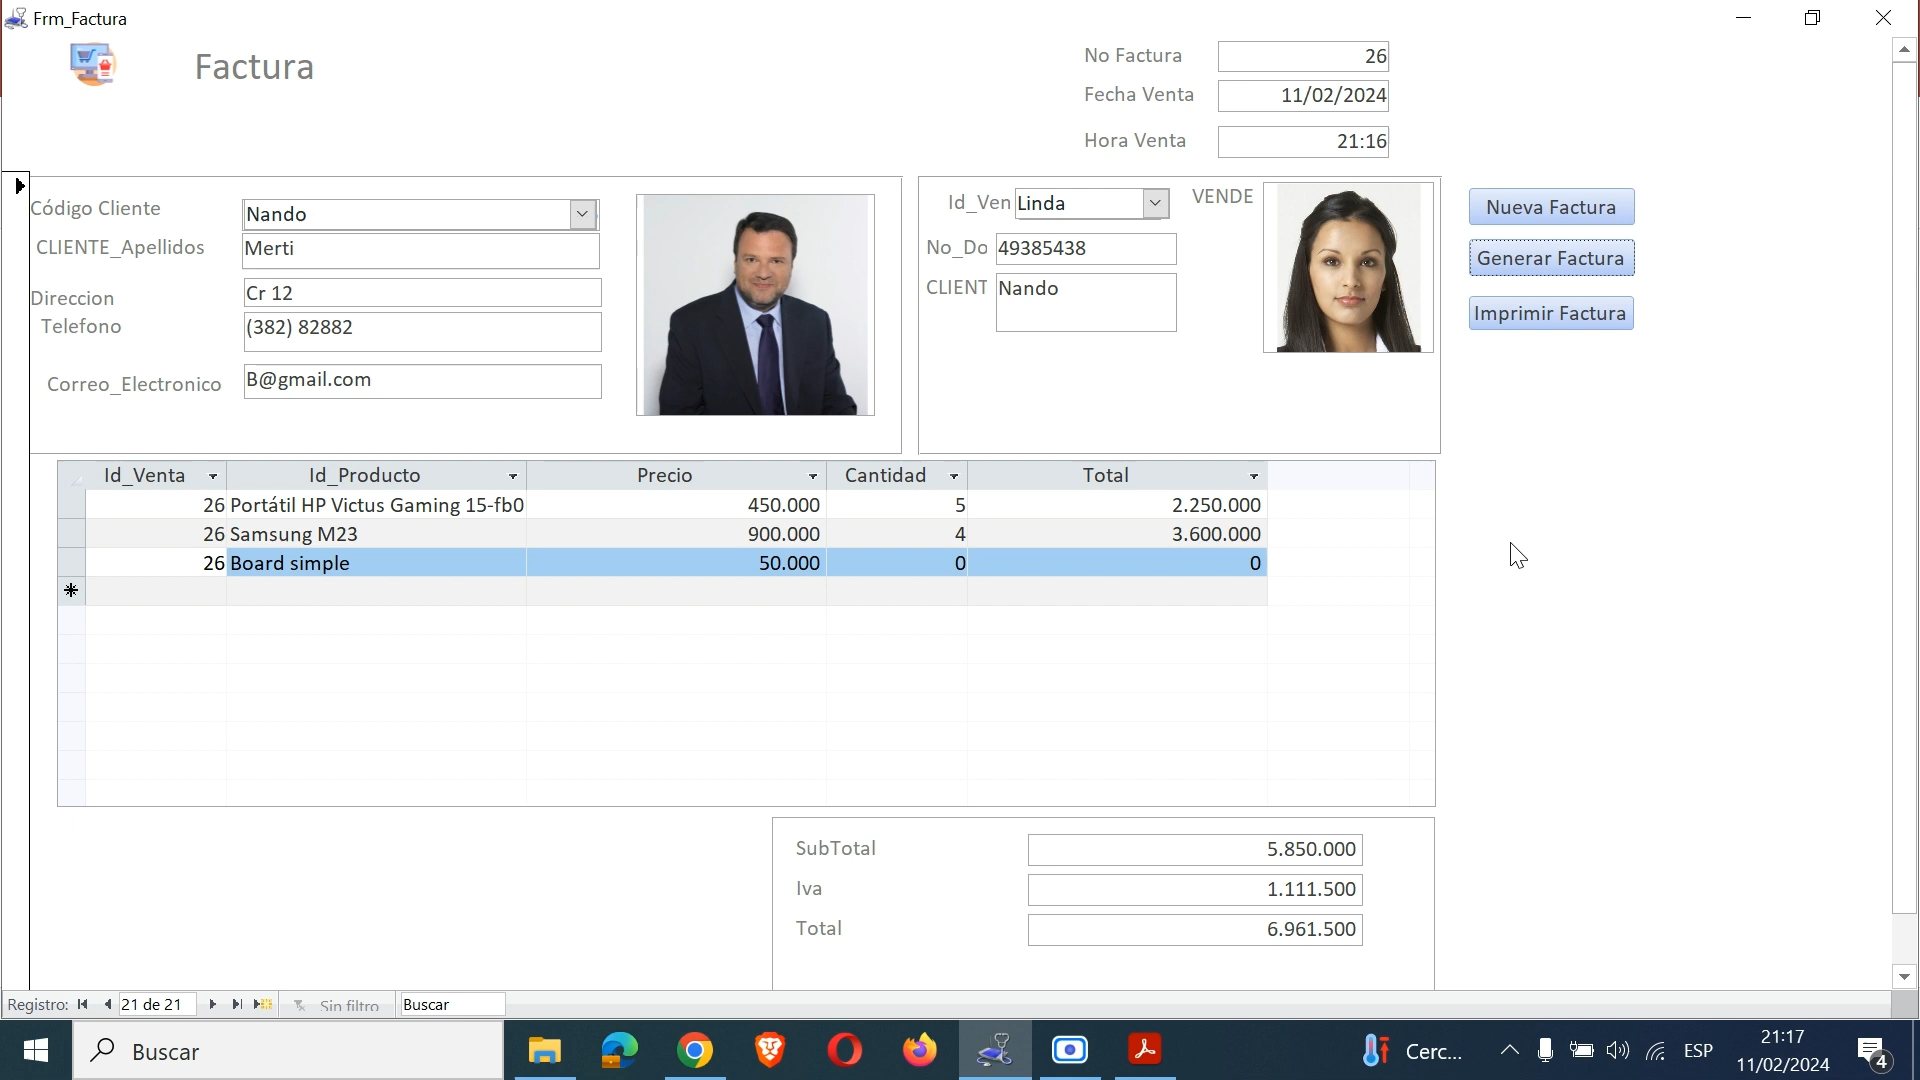 Frm_Factura
Factura
No Factura 26
Fecha Venta 11/02/2024
Hora Venta 21:16
Código Cliente Nando
CLIENTE_Apellidos Merti
Direccion Cr 12
Telefono (382) 82882
Correo_Electronico B@gmail.com
Id_Ven Linda VENDE
No_Do 49385438
CLIENT Nando
Nueva Factura
Generar Factura
Imprimir Factura
Id_Venta Id_Producto Precio Cantidad Total
26 Portátil HP Victus Gaming 15-fb0 450.000 5 2.250.000
26 Samsung M23 900.000 4 3.600.000
26 Board simple 50.000 0 0
SubTotal 5.850.000
Iva 1.111.500
Total 6.961.500
Registro: 21 de 21 Sin filtro Buscar
Buscar Cerc... ESP 21:17
11/02/2024 4